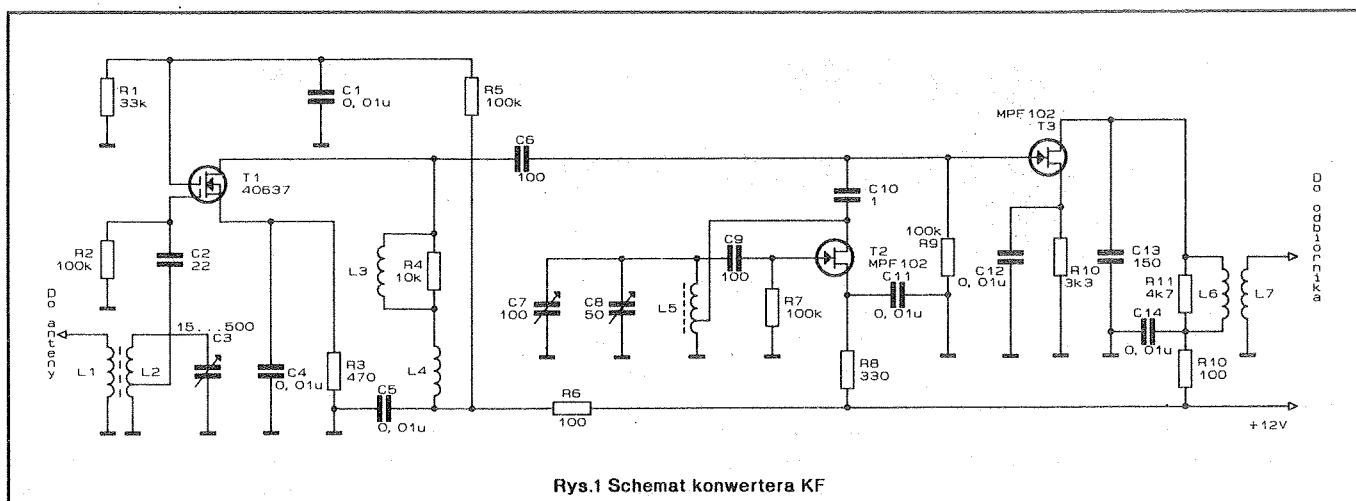 R1
33k
C1
0,01u
R5
100k
MPF102
T3
C6
100
T1
40637
C10
1
R2
100k
C2
22
L3
R4
10k
C9
100
T2
MPF102
100k
R9
C11
0,01u
C12
0,01u
R10
3k3
C13
150
R11
4k7
L6
L7
Do anteny
15...500
C3
L1
L2
C4
0,01u
R3
470
C5
0,01u
L4
C7
100
C8
50
L5
R7
100k
R8
330
R6
100
C14
0,01u
R10
100
Do odbiornika
+12V
Rys.1 Schemat konwertera KF